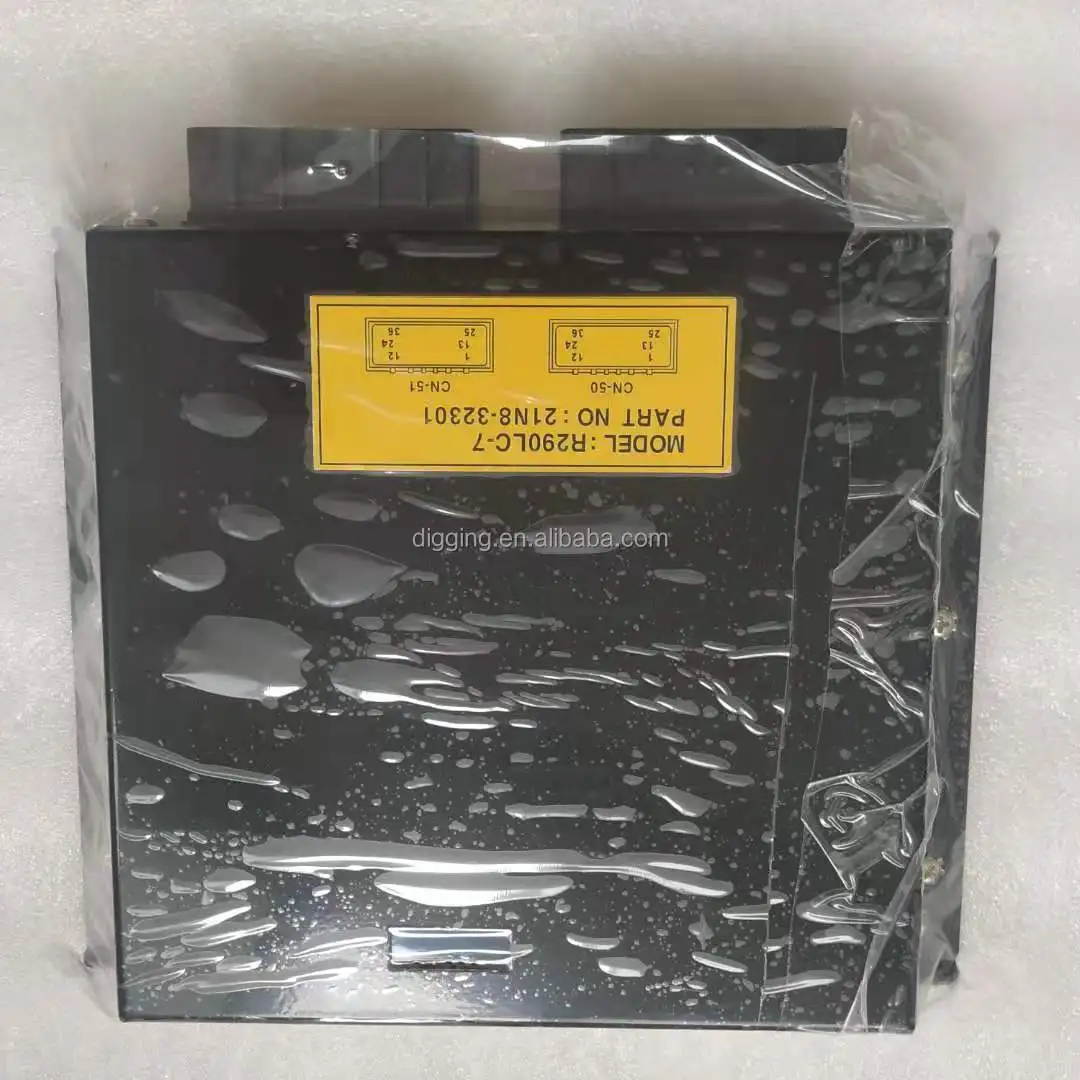 MODEL : R290LC-7
PART NO : 21N8-32301
CN-50 CN-51
1 12 1 12
13 24 13 24
25 36 25 36
digging.en.alibaba.com